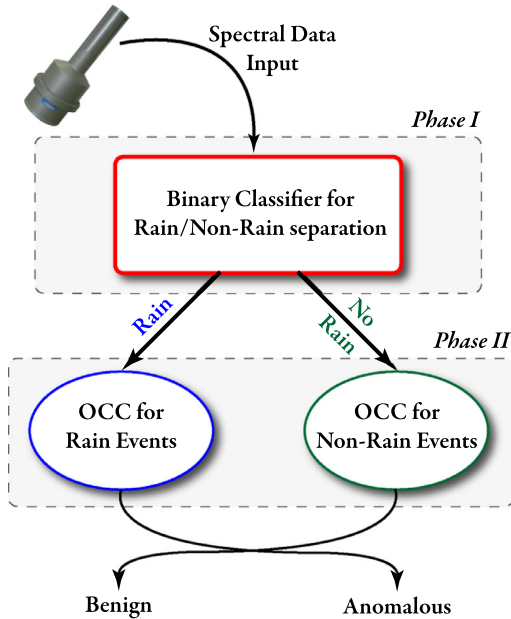 Spectral Data
Input
Phase I
Binary Classifier for
Rain/Non-Rain separation
Rain
No
Rain
Phase II
OCC for
Rain Events
OCC for
Non-Rain Events
Benign
Anomalous